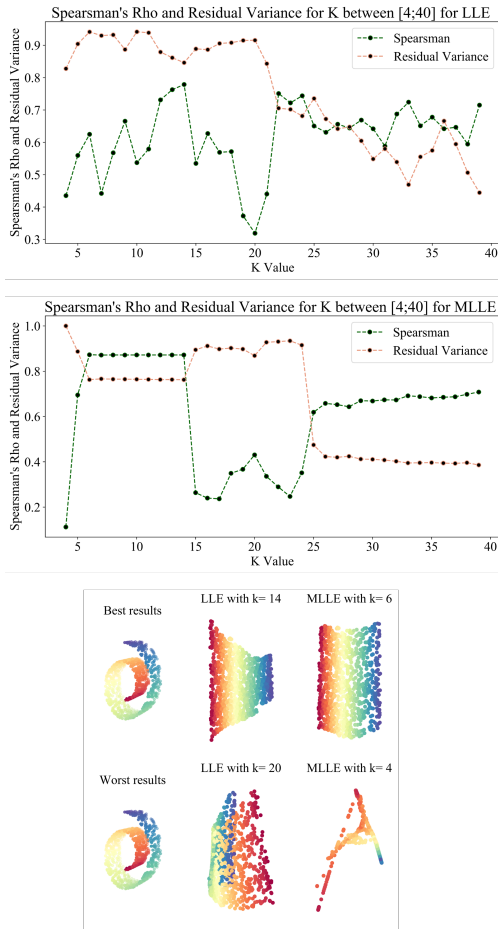 Spearsman's Rho and Residual Variance for K between [4;40] for LLE
Spearsman's Rho and Residual Variance
0.9
0.8
0.7
0.6
0.5
0.4
0.3
Spearsman
Residual Variance
5
10
15
20
25
30
35
40
K Value
Spearsman's Rho and Residual Variance for K between [4;40] for MLLE
Spearsman's Rho and Residual Variance
1.0
0.8
0.6
0.4
0.2
Spearsman
Residual Variance
5
10
15
20
25
30
35
40
K Value
Best results
LLE with k= 14
MLLE with k= 6
Worst results
LLE with k= 20
MLLE with k= 4